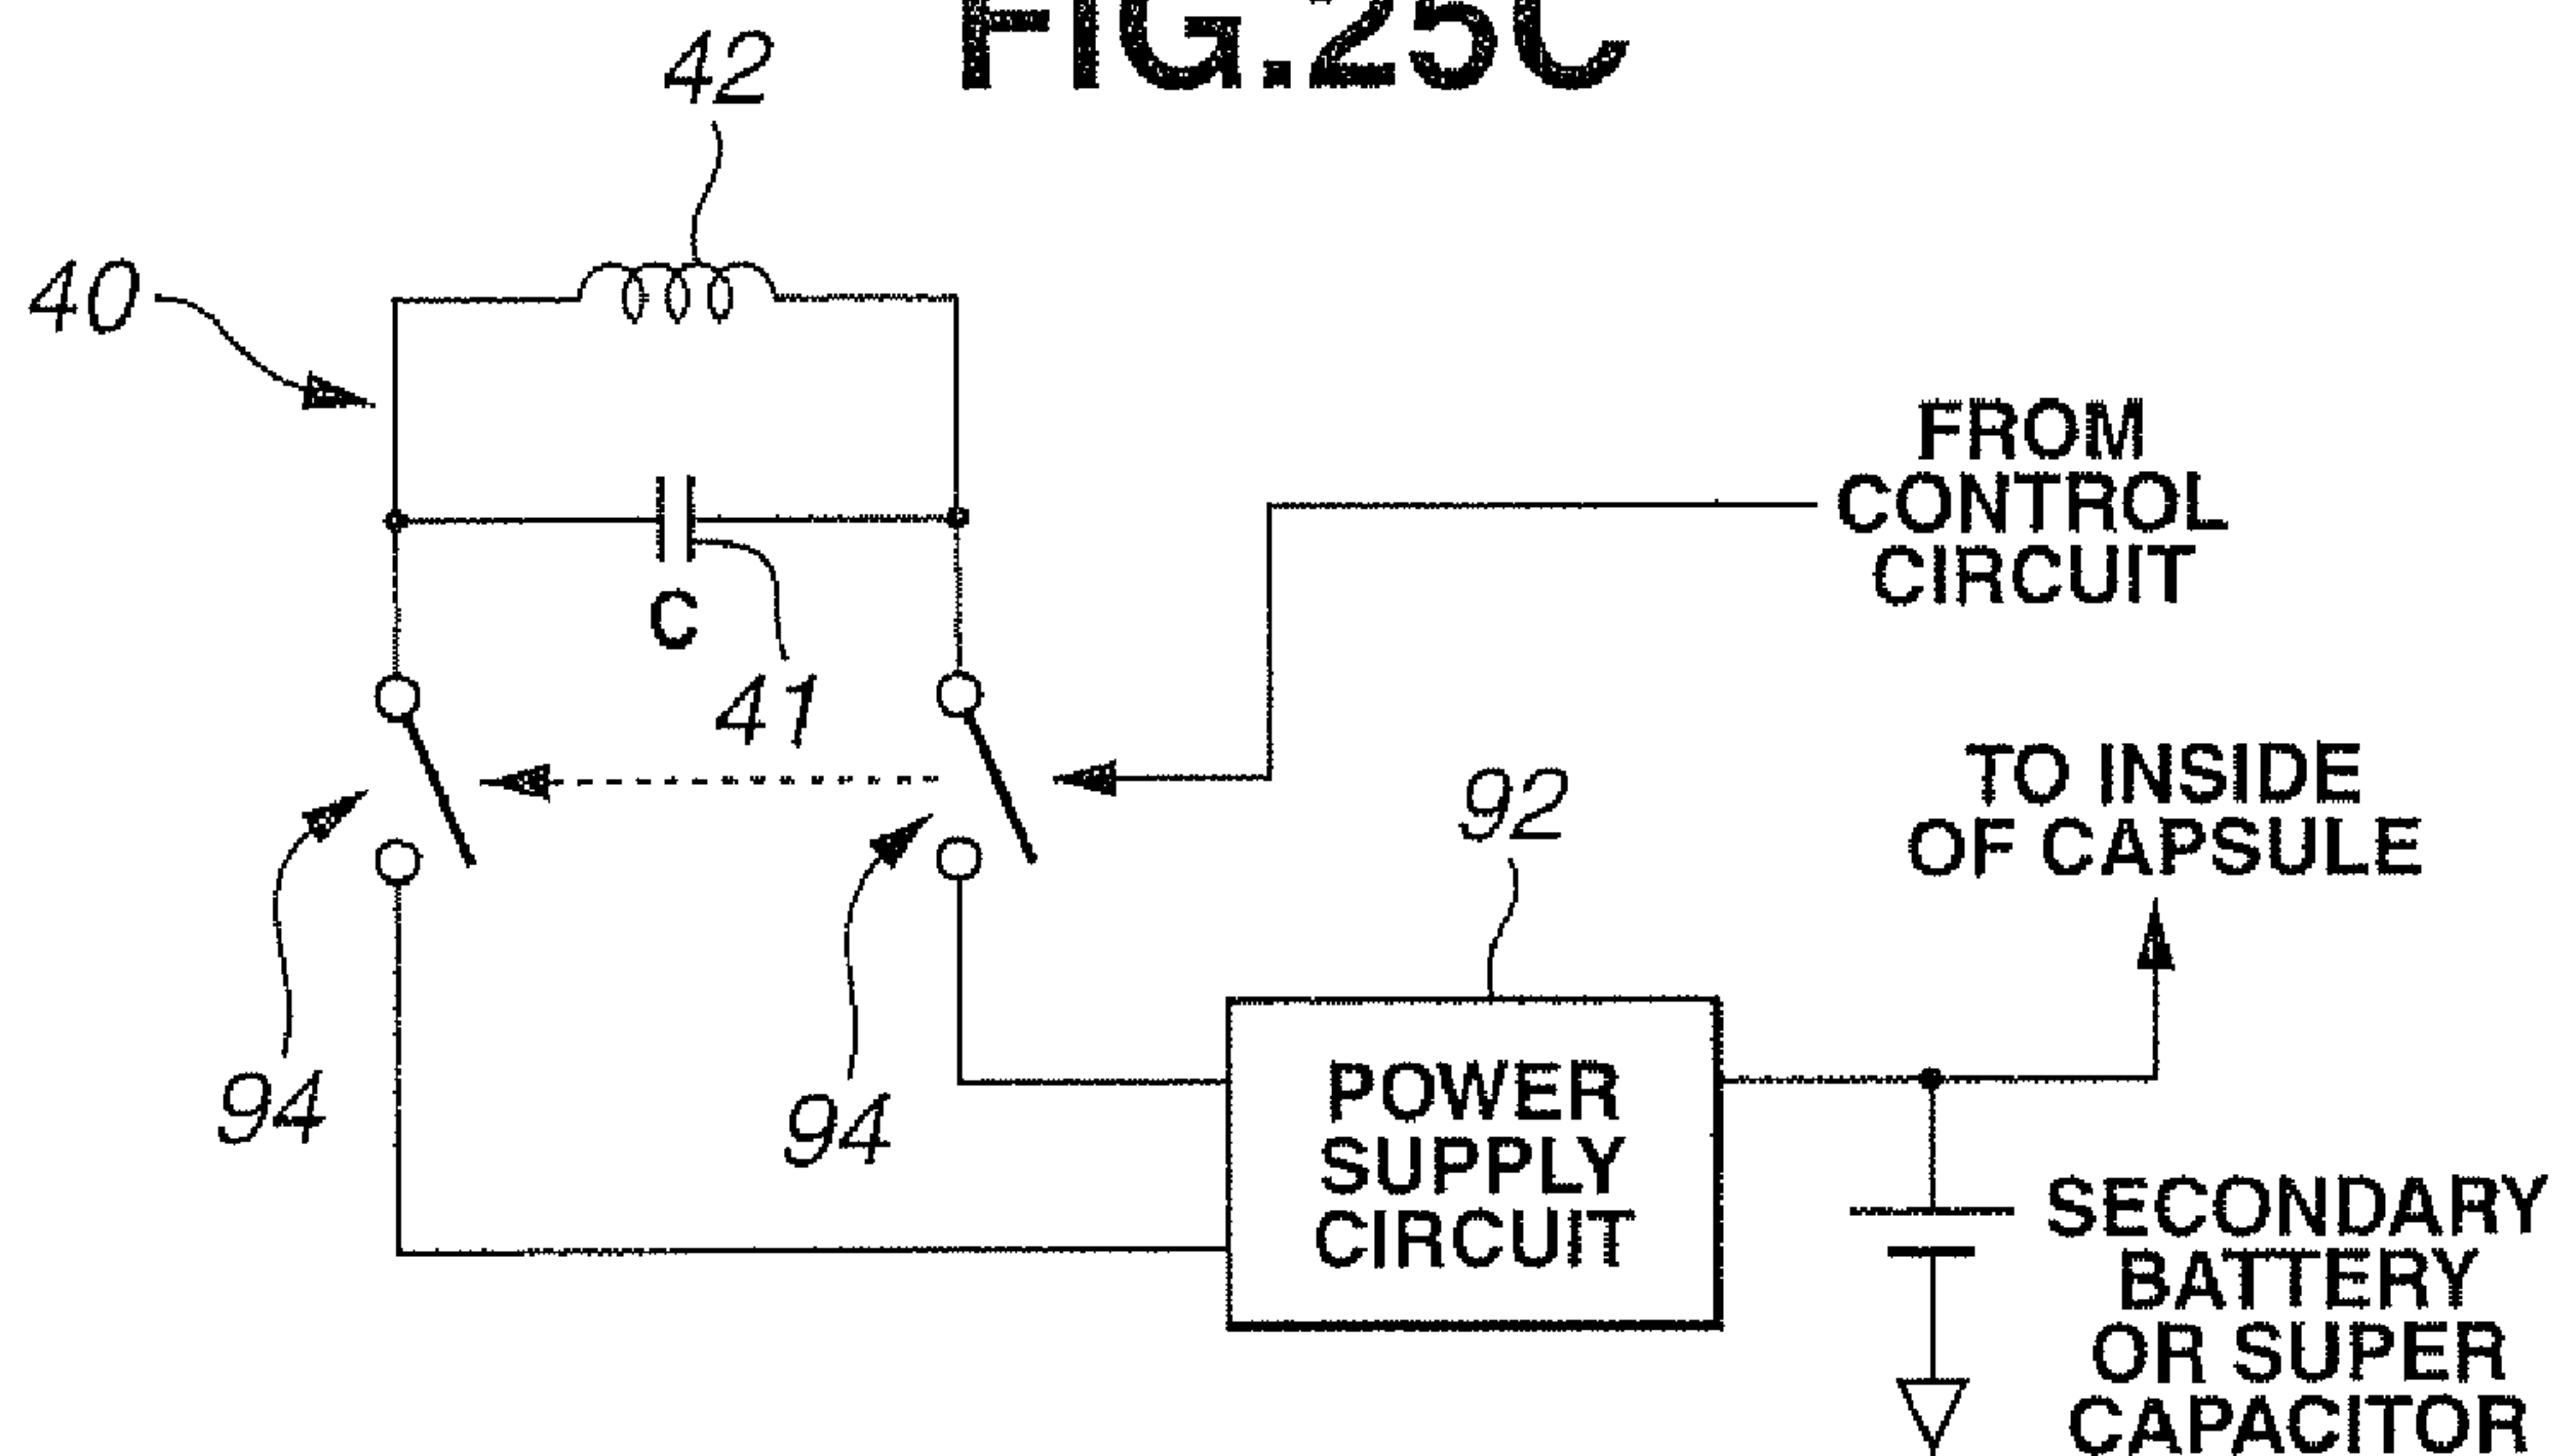 FIG.25C
42
40
FROM
CONTROL
CIRCUIT
C
41
TO INSIDE
OF CAPSULE
92
94
94
POWER
SUPPLY
CIRCUIT
SECONDARY
BATTERY
OR SUPER
CAPACITOR